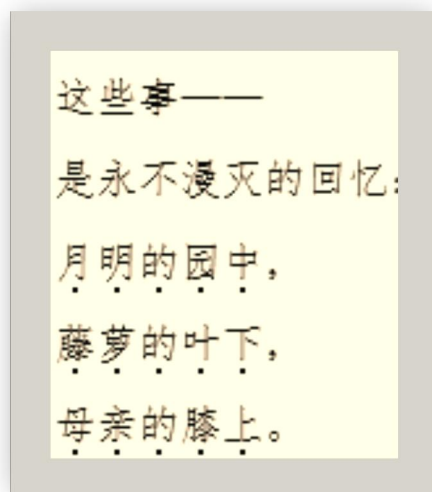 这些事——
是永不漫灭的回忆：
月明的园中，
藤萝的叶下，
母亲的膝上。